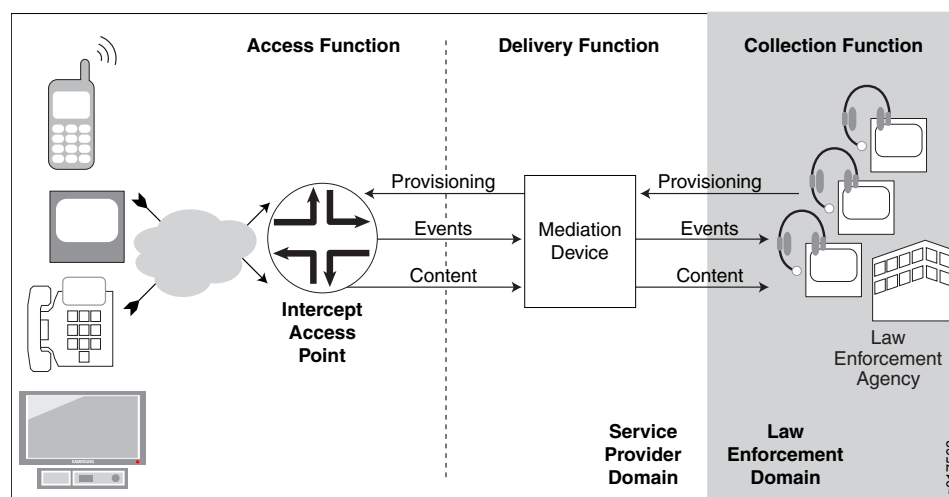 Access Function
Delivery Function
Collection Function
Provisioning
Provisioning
Events
Mediation
Device
Events
Content
Content
Intercept
Access
Point
Law
Enforcement
Agency
SAMSUNG
Service
Provider
Domain
Law
Enforcement
Domain